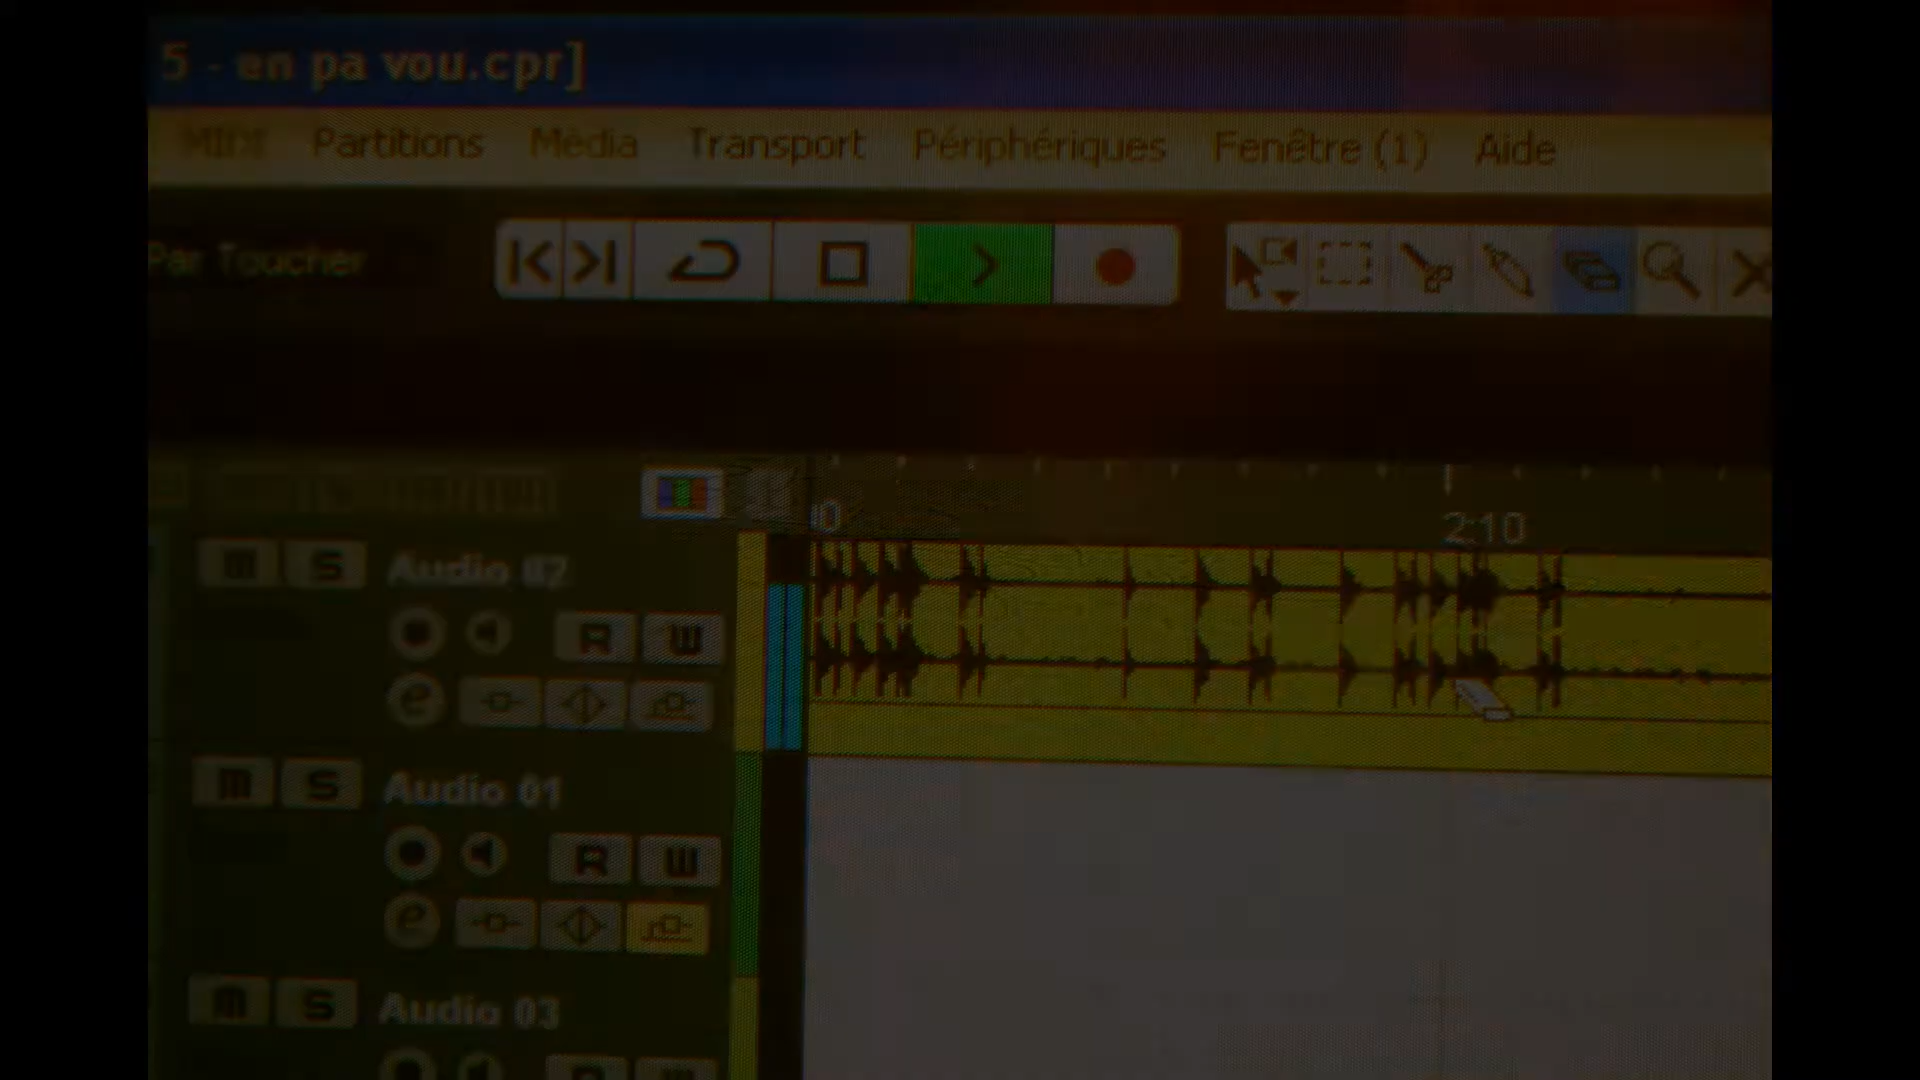 5 - en pa vou.cpr]
MIDI Partitions Média Transport Périphériques Fenêtre (1) Aide
Par Toucher
0
2:10
m S Audio 02
R W
e
m S Audio 01
R W
e
m S Audio 03
R W